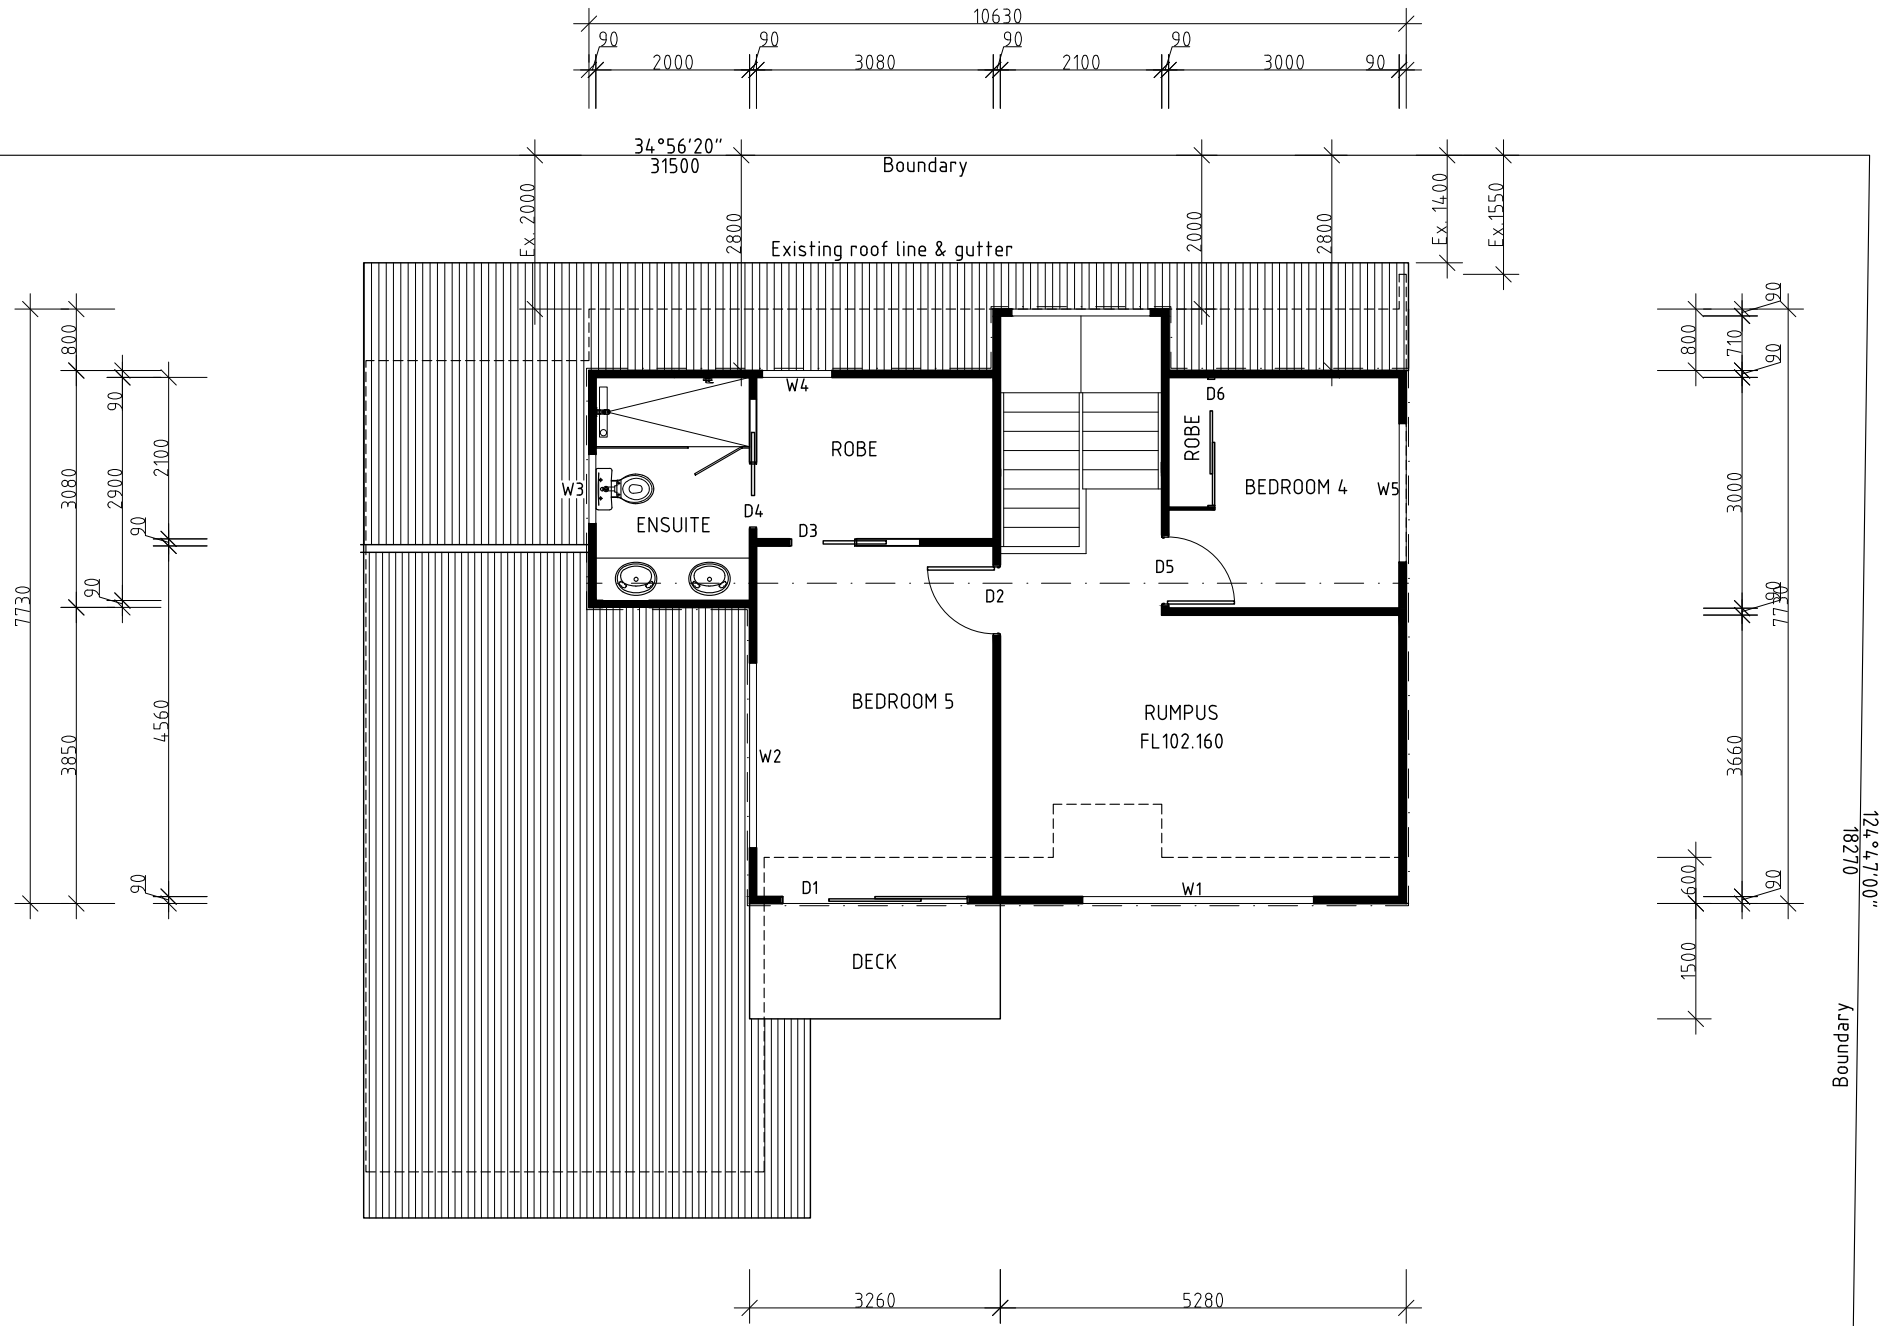 10630
90
90
90
90
2000
3080
2100
3000
90
34°56'20"
31500
Boundary
Ex. 2000
2800
2000
2800
Ex. 1400
Ex.1550
Existing roof line & gutter
7730
800
3080
3850
90
2900
90
2100
90
4560
90
W4
ROBE
W3
ENSUITE
D4
D3
D6
ROBE
BEDROOM 4
W5
D5
D2
BEDROOM 5
RUMPUS
FL102.160
W2
D1
W1
DECK
800
600
1500
90
710
90
3000
90
3660
90
7730
124°47'00"
18270
Boundary
3260
5280